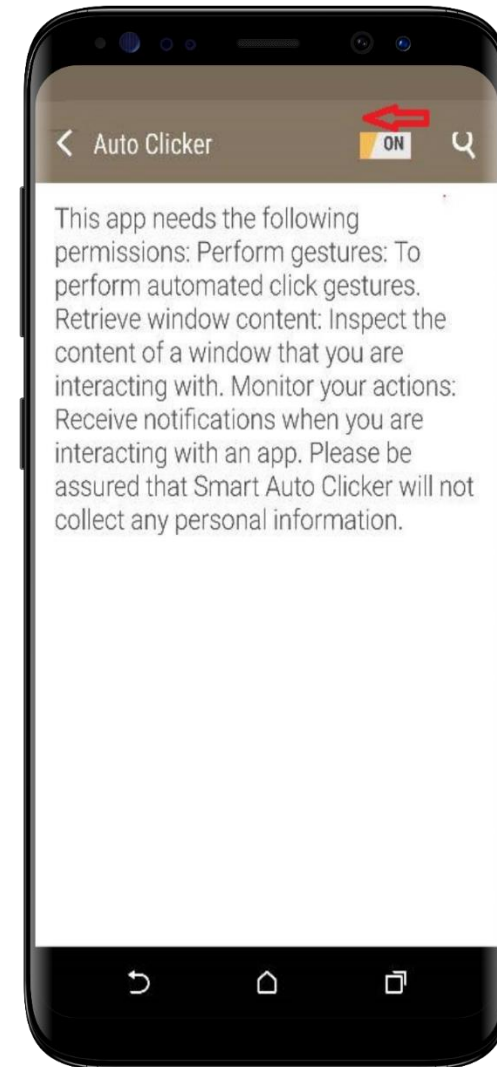 Auto Clicker
ON
This app needs the following
permissions: Perform gestures: To
perform automated click gestures.
Retrieve window content: Inspect the
content of a window that you are
interacting with. Monitor your actions:
Receive notifications when you are
interacting with an app. Please be
assured that Smart Auto Clicker will not
collect any personal information.